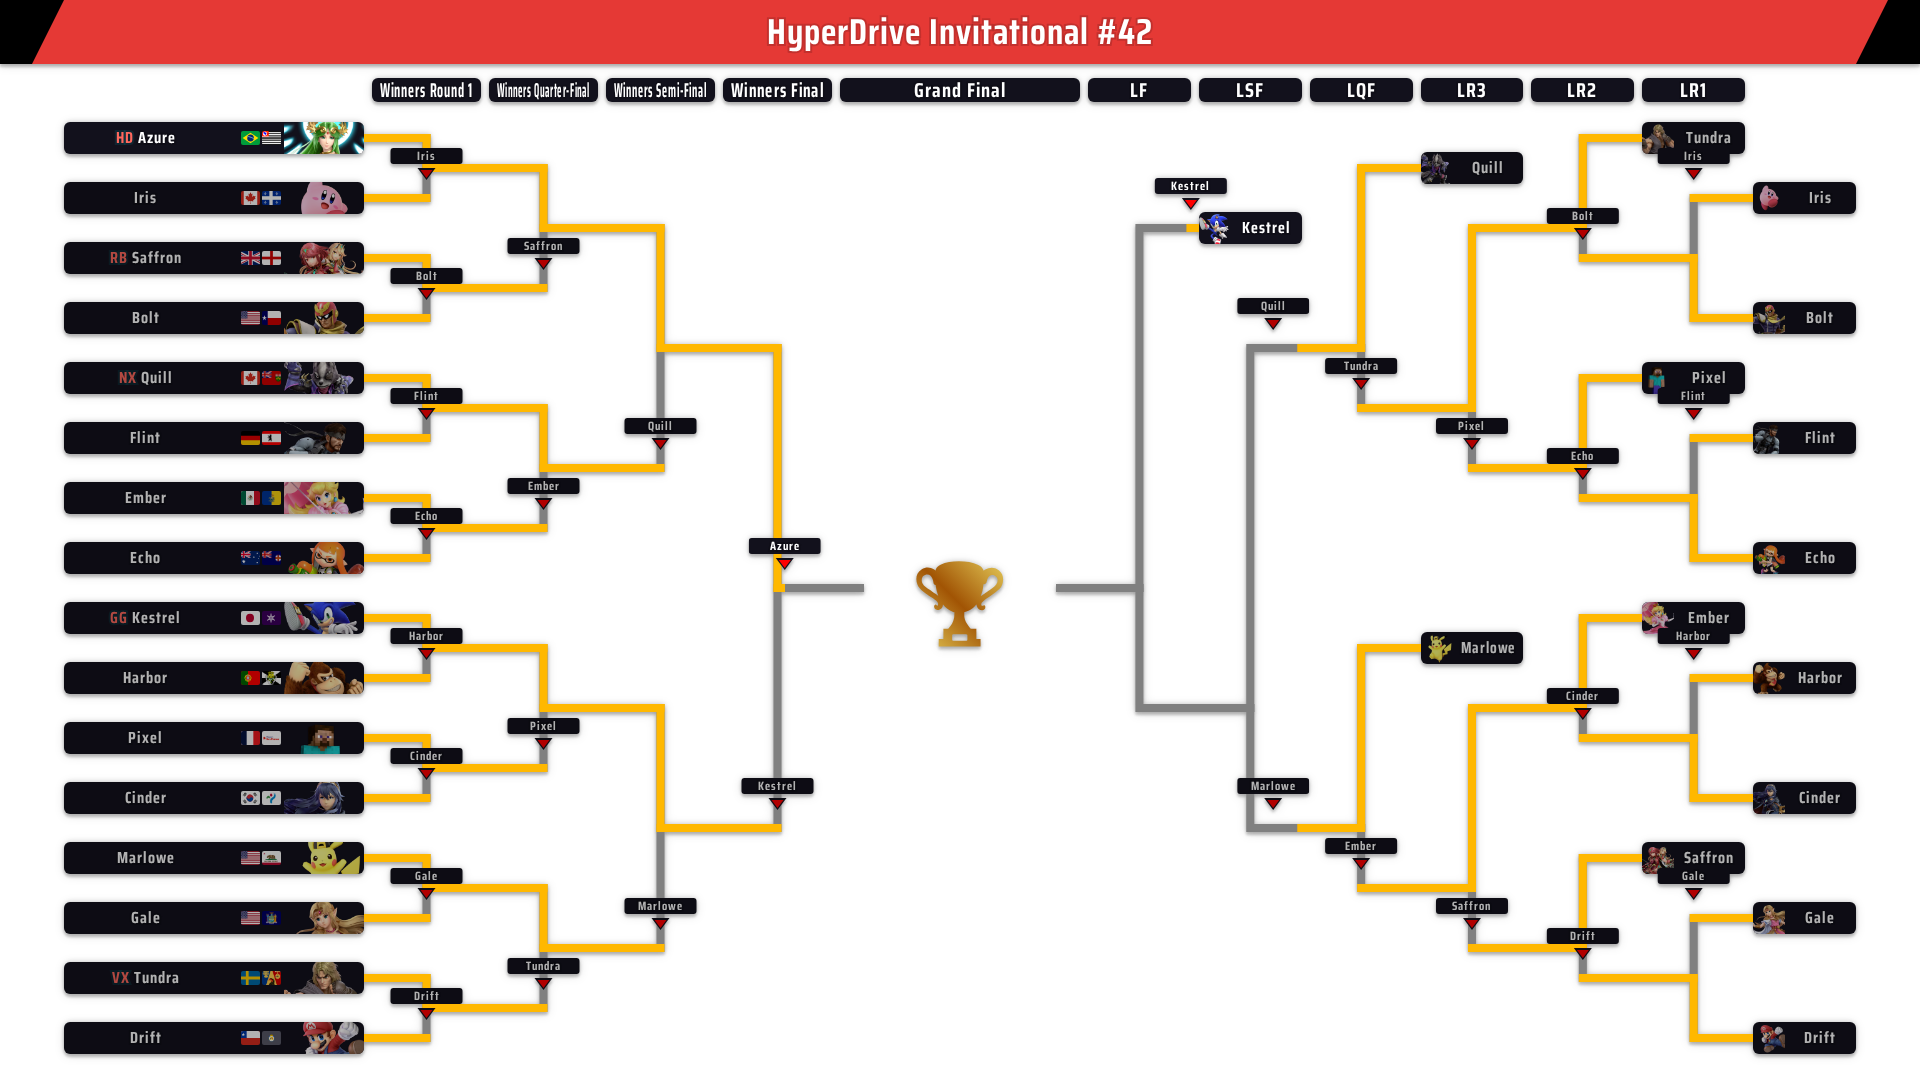 HyperDrive Invitational #42
Winners Round 1
Winners Quarter-Final
Winners Semi-Final
Winners Final
Grand Final
LF
LSF
LQF
LR3
LR2
LR1
HD Azure
Iris
RB Saffron
Bolt
NX Quill
Flint
Ember
Echo
GG Kestrel
Harbor
Pixel
Cinder
Marlowe
Gale
VX Tundra
Drift
Iris
Bolt
Flint
Echo
Harbor
Cinder
Gale
Drift
Saffron
Ember
Pixel
Tundra
Quill
Marlowe
Azure
Kestrel
Kestrel
Kestrel
Quill
Marlowe
Quill
Tundra
Marlowe
Ember
Pixel
Saffron
Bolt
Echo
Cinder
Drift
Tundra
Iris
Pixel
Flint
Ember
Harbor
Saffron
Gale
Iris
Bolt
Flint
Echo
Harbor
Cinder
Gale
Drift